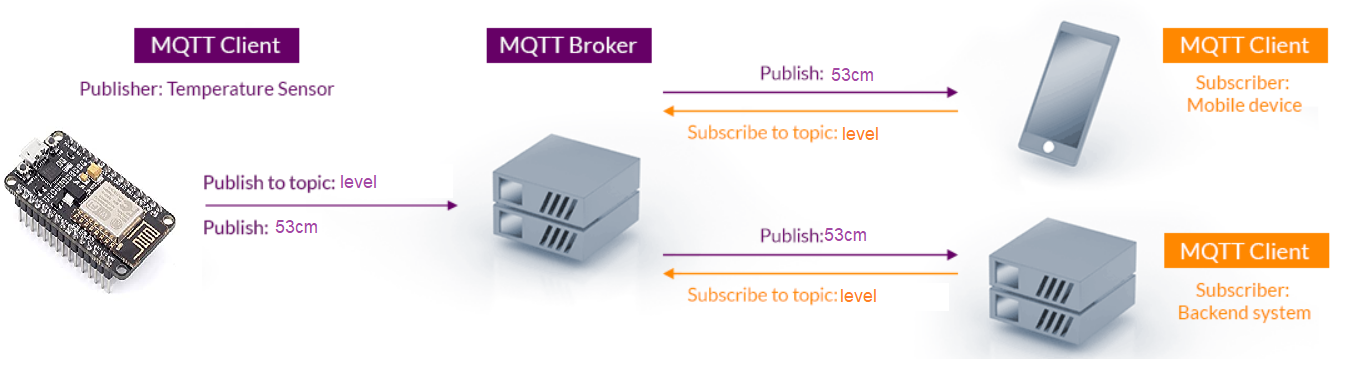 MQTT Client
Publisher: Temperature Sensor
Publish to topic: level
Publish: 53cm
MQTT Broker
Publish: 53cm
Subscribe to topic: level
Publish:53cm
Subscribe to topic:level
MQTT Client
Subscriber:
Mobile device
MQTT Client
Subscriber:
Backend system